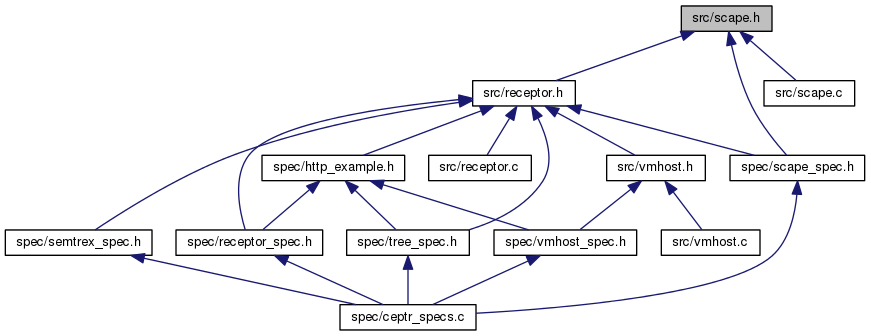 src/scape.h
src/receptor.h
src/scape.c
spec/http_example.h
src/receptor.c
src/vmhost.h
spec/scape_spec.h
spec/semtrex_spec.h
spec/receptor_spec.h
spec/tree_spec.h
spec/vmhost_spec.h
src/vmhost.c
spec/ceptr_specs.c